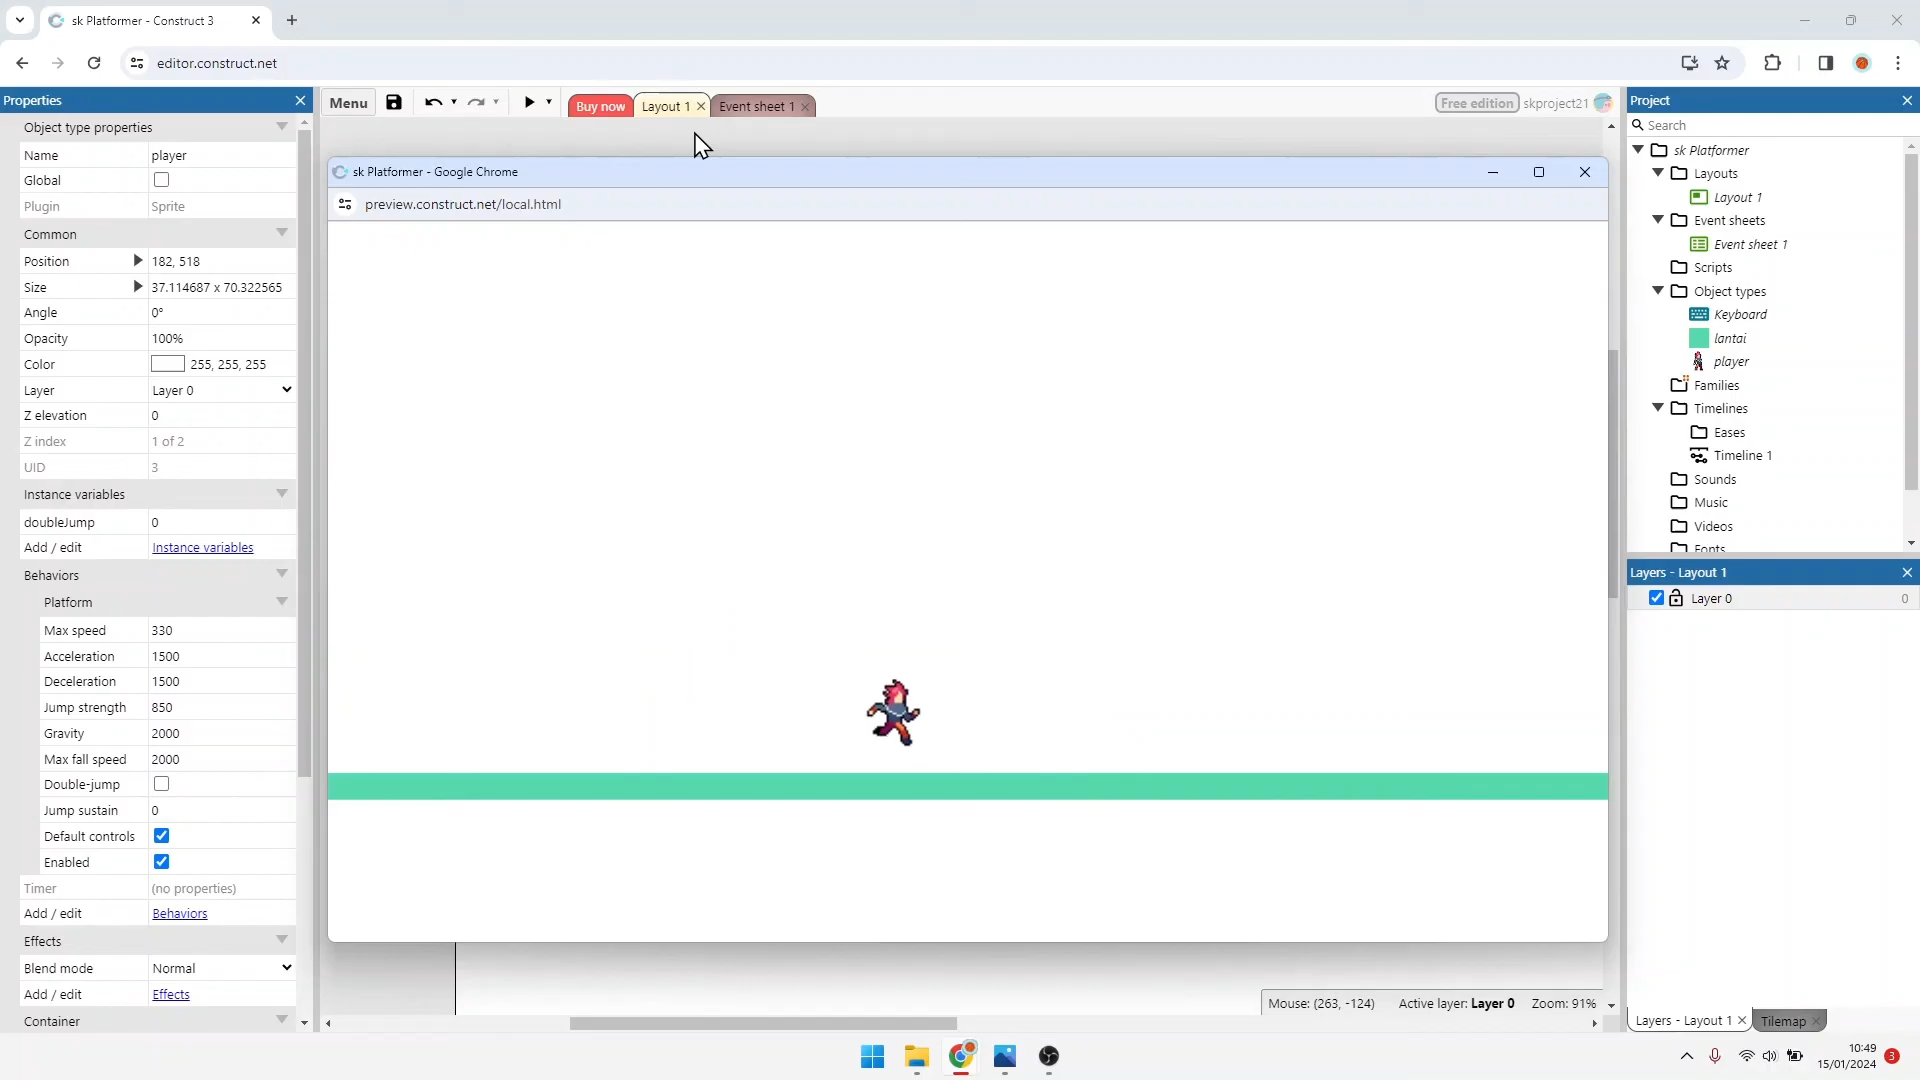 sk Platformer - Construct 3
editor.construct.net
Properties
Object type properties
Name player
Global
Plugin Sprite
Common
Position 182, 518
Size 37.114687 x 70.322565
Angle 0°
Opacity 100%
Color 255, 255, 255
Layer Layer 0
Z elevation 0
Z index 1 of 2
UID 3
Instance variables
doubleJump 0
Add / edit Instance variables
Behaviors
Platform
Max speed 330
Acceleration 1500
Deceleration 1500
Jump strength 850
Gravity 2000
Max fall speed 2000
Double-jump
Jump sustain 0
Default controls
Enabled
Timer (no properties)
Add / edit Behaviors
Effects
Blend mode Normal
Add / edit Effects
Container
Menu
Buy now
Layout 1
Event sheet 1
Free edition skproject21
sk Platformer - Google Chrome
preview.construct.net/local.html
Mouse: (263, -124) Active layer: Layer 0 Zoom: 91%
Project
Search
sk Platformer
Layouts
Layout 1
Event sheets
Event sheet 1
Scripts
Object types
Keyboard
lantai
player
Families
Timelines
Eases
Timeline 1
Sounds
Music
Videos
Fonts
Layers - Layout 1
Layer 0 0
Layers - Layout 1
Tilemap
10:49
15/01/2024
3